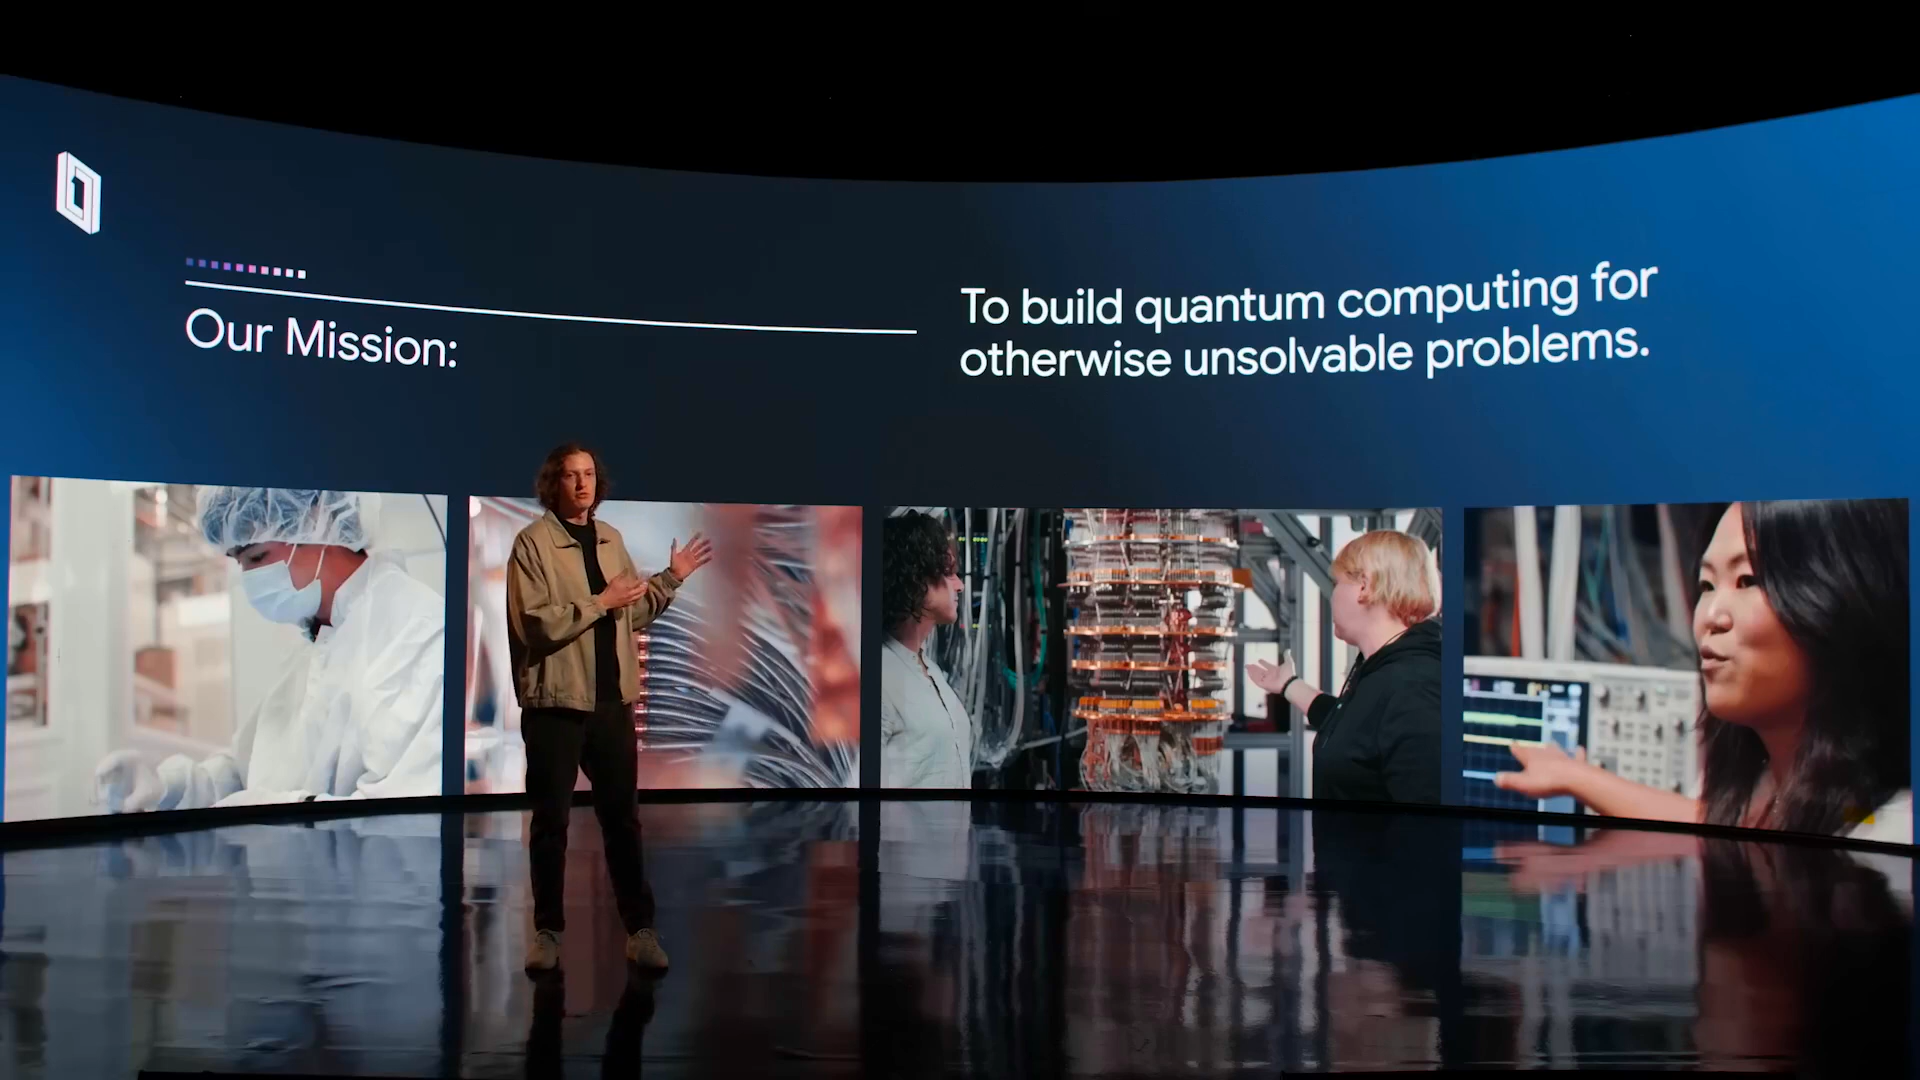 Our Mission:
To build quantum computing for
otherwise unsolvable problems.